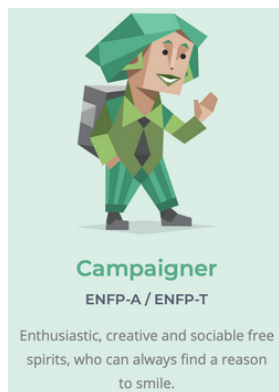 Campaigner
ENFP-A / ENFP-T
Enthusiastic, creative and sociable free
spirits, who can always find a reason
to smile.